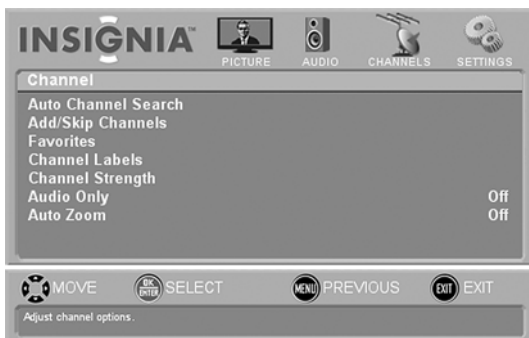 INSIGNIA™
PICTURE AUDIO CHANNELS SETTINGS
Channel
Auto Channel Search
Add/Skip Channels
Favorites
Channel Labels
Channel Strength
Audio Only Off
Auto Zoom Off
MOVE OK ENTER SELECT MENU PREVIOUS EXIT EXIT
Adjust channel options.